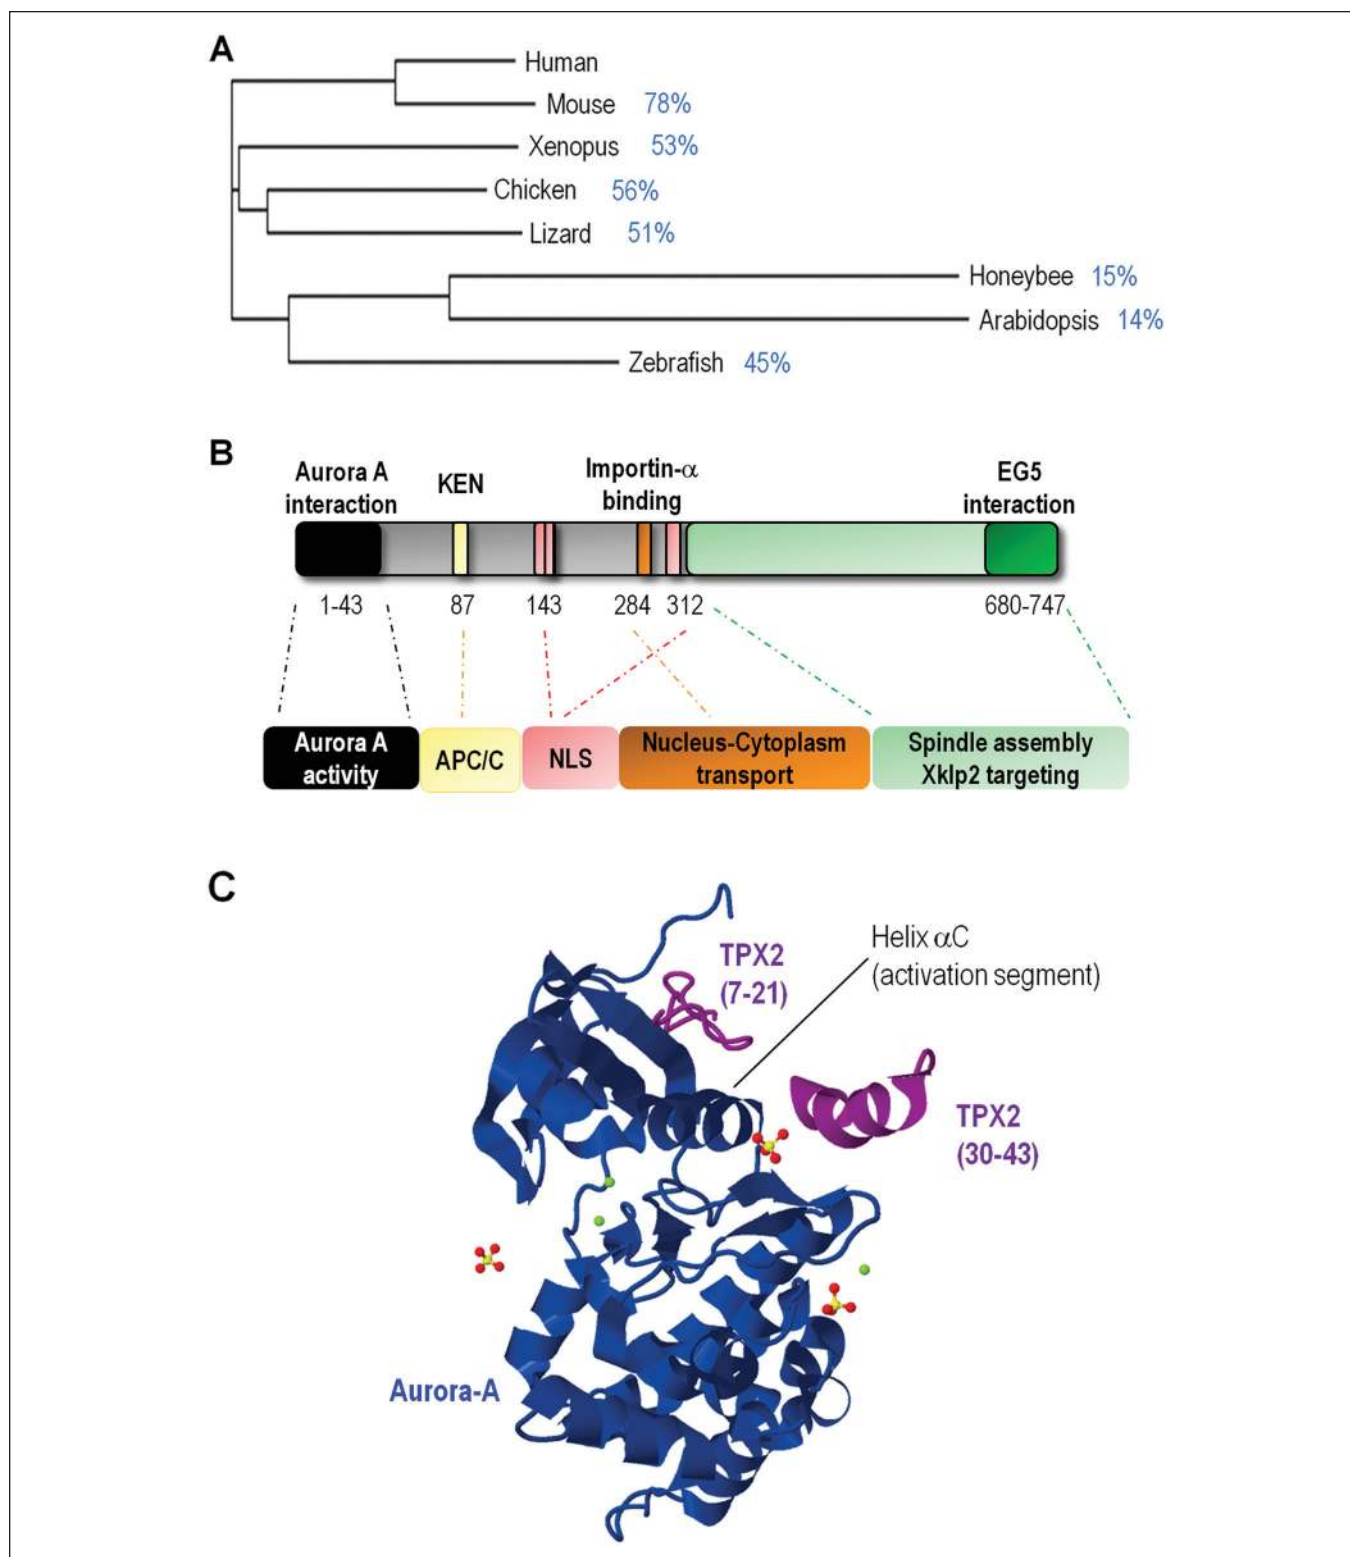 A
Human
Mouse 78%
Xenopus 53%
Chicken 56%
Lizard 51%
Honeybee 15%
Arabidopsis 14%
Zebrafish 45%
B
Aurora A
interaction
KEN
Importin-α
binding
EG5
interaction
1-43 87 143 284 312 680-747
Aurora A
activity
APC/C
NLS
Nucleus-Cytoplasm
transport
Spindle assembly
Xklp2 targeting
C
TPX2
(7-21)
Helix αC
(activation segment)
TPX2
(30-43)
Aurora-A